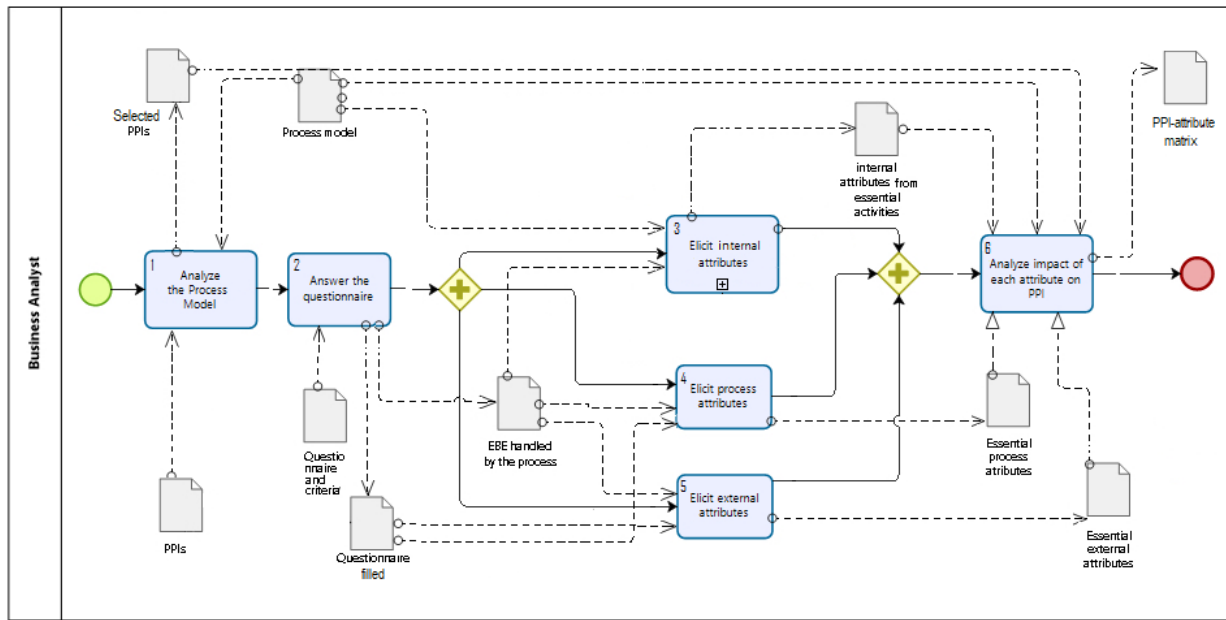 Business Analyst
Selected
PPIs
Process model
PPI-attribute
matrix
internal
attributes from
essential
activities
1
Analyze
the Process
Model
2
Answer the
questionnaire
3
Elicit internal
attributes
6
Analyze impact of
each attribute on
PPI
4
Elicit process
attributes
EBE handled
by the process
Questio
nnaire
and
criteria
Essential
process
atributes
5
Elicit external
attributes
PPIs
Questionnaire
filled
Essential
external
attributes